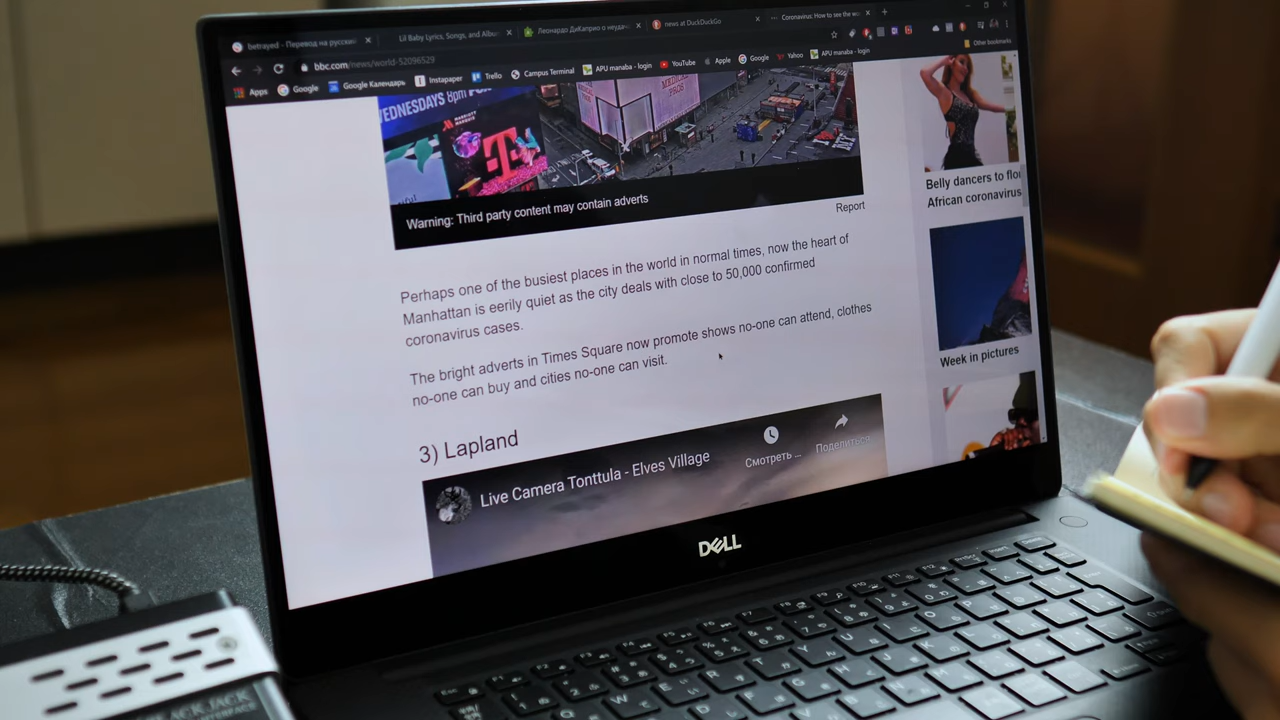 betrayed - Перевод на русский
Lil Baby Lyrics, Songs, and Albu
Леонардо ДиКаприо о неудач
news at DuckDuckGo
Coronavirus: How to see the wo
bbc.com/news/world-52096529
Apps
Google
Google Календарь
Instapaper
Trello
Campus Terminal
APU manaba - login
YouTube
Apple
Google
Yahoo
APU manaba - login
Other bookmarks
WEDNESDAYS 8pm
MARRIOTT
T
Warning: Third party content may contain adverts
Report
Perhaps one of the busiest places in the world in normal times, now the heart of
Manhattan is eerily quiet as the city deals with close to 50,000 confirmed
coronavirus cases.
The bright adverts in Times Square now promote shows no-one can attend, clothes
no-one can buy and cities no-one can visit.
3) Lapland
Live Camera Tonttula - Elves Village
Смотреть ...
Поделиться
Belly dancers to flo
African coronavirus
Week in pictures
DELL
BLACKJACK